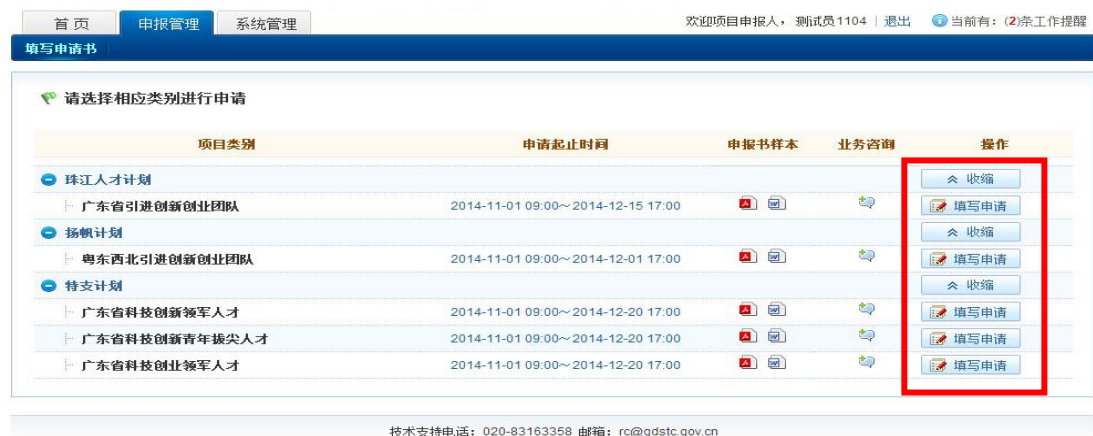 首 页 申报管理 系统管理 欢迎项目申报人， 测试员1104 | 退出 当前有：(2)条工作提醒
填写申请书
请选择相应类别进行申请
项目类别 申请起止时间 申报书样本 业务咨询 操作
珠江人才计划 收缩
广东省引进创新创业团队 2014-11-01 09:00～2014-12-15 17:00 填写申请
扬帆计划 收缩
粤东西北引进创新创业团队 2014-11-01 09:00～2014-12-01 17:00 填写申请
特支计划 收缩
广东省科技创新领军人才 2014-11-01 09:00～2014-12-20 17:00 填写申请
广东省科技创新青年拔尖人才 2014-11-01 09:00～2014-12-20 17:00 填写申请
广东省科技创业领军人才 2014-11-01 09:00～2014-12-20 17:00 填写申请
技术支持电话：020-83163358 邮箱：rc@gdstc.gov.cn